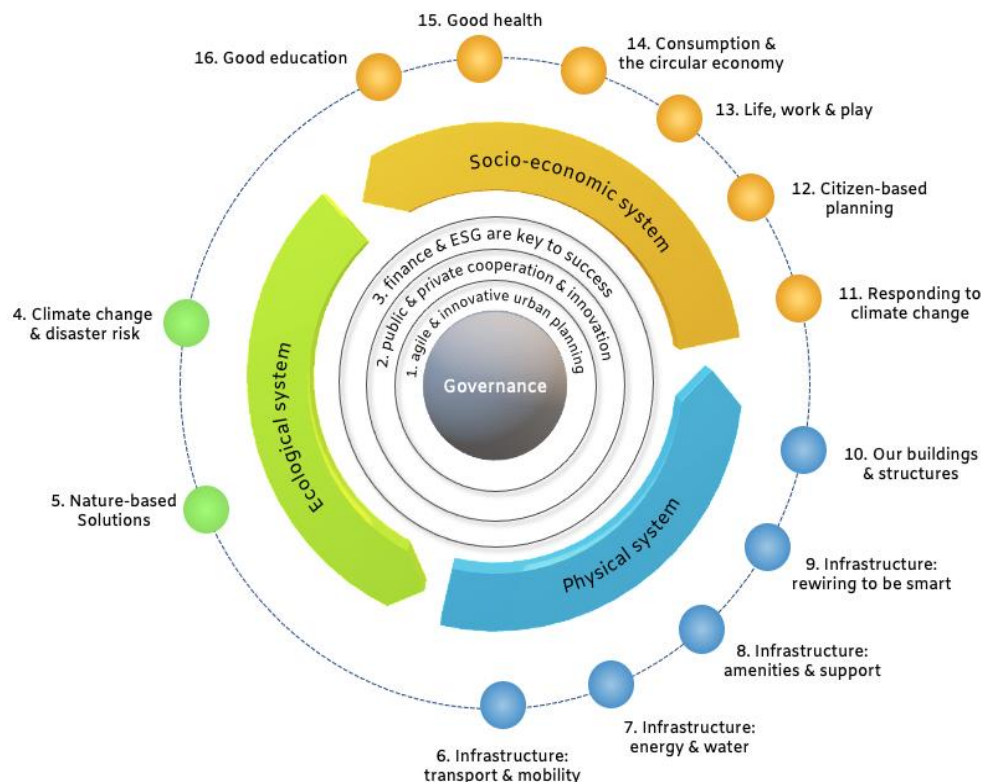 15. Good health
16. Good education
14. Consumption &
the circular economy
13. Life, work & play
12. Citizen-based
planning
11. Responding to
climate change
10. Our buildings
& structures
9. Infrastructure:
rewiring to be smart
8. Infrastructure:
amenities & support
7. Infrastructure:
energy & water
6. Infrastructure:
transport & mobility
5. Nature-based
Solutions
4. Climate change
& disaster risk
Socio-economic system
Ecological system
Physical system
3. finance & ESG are key to success
2. public & private cooperation & innovation
1. agile & innovative urban planning
Governance